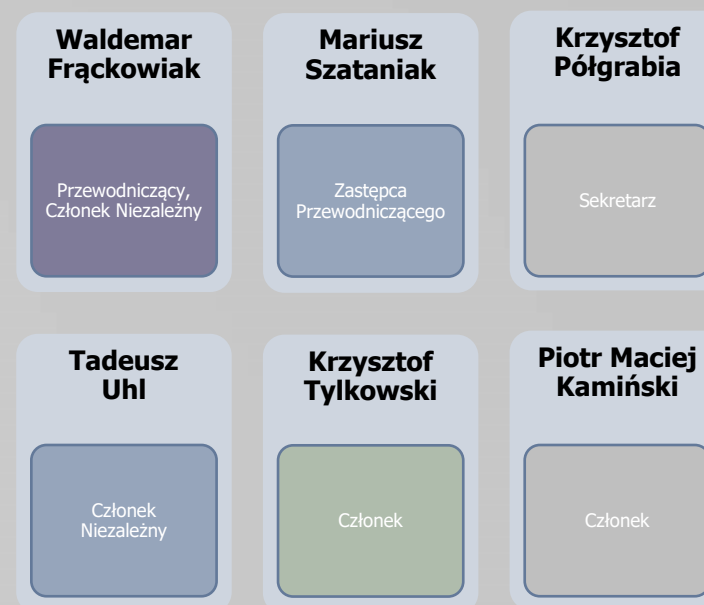 Waldemar
Frąckowiak
Przewodniczący,
Członek Niezależny
Mariusz
Szataniak
Zastępca
Przewodniczącego
Krzysztof
Półgrabia
Sekretarz
Tadeusz
Uhl
Członek
Niezależny
Krzysztof
Tylkowski
Członek
Piotr Maciej
Kamiński
Członek